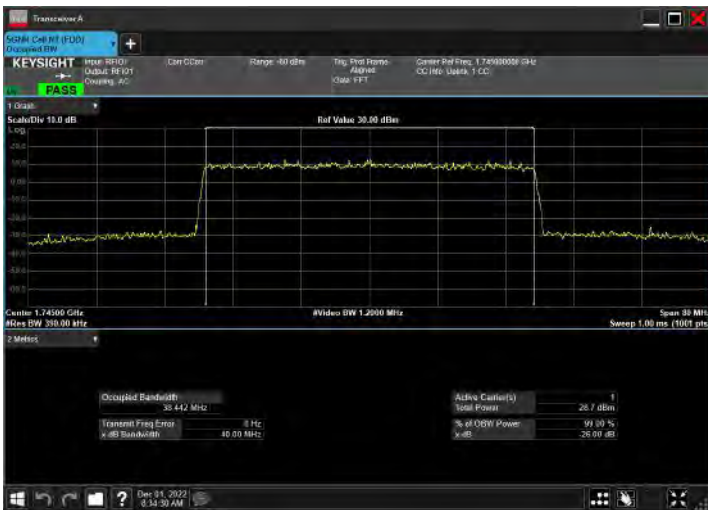 Transceiver A
5GNR Cell NT (FDD)
Occupied BW
KEYSIGHT
Input: RFIO1
Output: RFIO1
Coupling: AC
Corr CCorr
Range: -60 dBm
Trig:
Frame
Aligned
Gate: FFT
Center Ref Freq: 1.745000000 GHz
CC Info: Uplink, 1 CC
PASS
1 Graph
Scale/Div 10.0 dB
Ref Value 30.00 dBm
Log
Center 1.74500 GHz
#Video BW 1.2000 MHz
Span 80 MHz
#Res BW 390.00 kHz
Sweep 1.00 ms (1001 pts
2 Metrics
Occupied Bandwidth
38.442 MHz
Transmit Freq Error
0 Hz
x dB Bandwidth
40.00 MHz
Active Carrier(s)
1
Total Power
28.7 dBm
% of OBW Power
99.00 %
x dB
-26.00 dB
Dec 01, 2022
8:34:30 AM